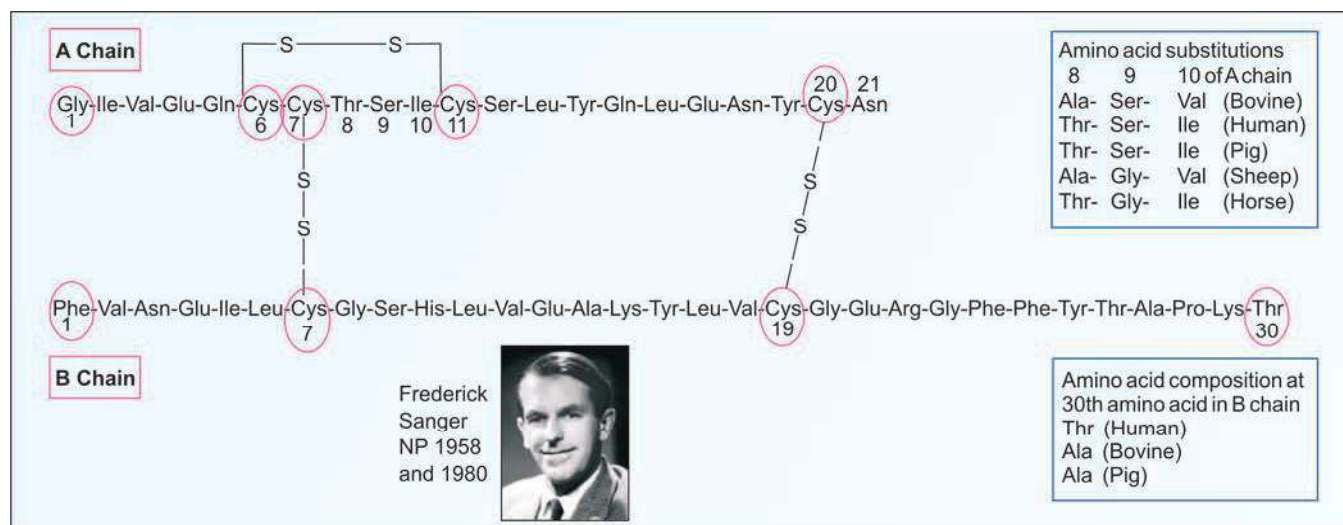 A Chain
S S
Gly-Ile-Val-Glu-Gln-Cys-Cys-Thr-Ser-Ile-Cys-Ser-Leu-Tyr-Gln-Leu-Glu-Asn-Tyr-Cys-Asn
1 6 7 8 9 10 11 20 21
S S
S S
Phe-Val-Asn-Glu-Ile-Leu-Cys-Gly-Ser-His-Leu-Val-Glu-Ala-Lys-Tyr-Leu-Val-Cys-Gly-Glu-Arg-Gly-Phe-Phe-Tyr-Thr-Ala-Pro-Lys-Thr
1 7 19 30
B Chain
Amino acid substitutions
8 9 10 of A chain
Ala- Ser- Val (Bovine)
Thr- Ser- Ile (Human)
Thr- Ser- Ile (Pig)
Ala- Gly- Val (Sheep)
Thr- Gly- Ile (Horse)
Frederick
Sanger
NP 1958
and 1980
Amino acid composition at
30th amino acid in B chain
Thr (Human)
Ala (Bovine)
Ala (Pig)